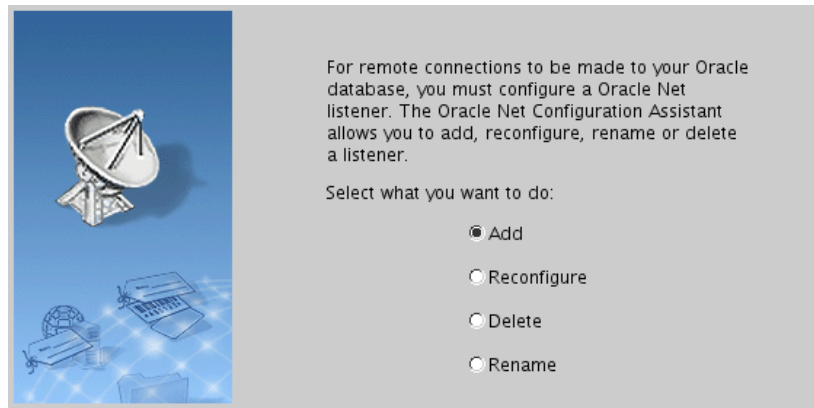 For remote connections to be made to your Oracle
database, you must configure a Oracle Net
listener. The Oracle Net Configuration Assistant
allows you to add, reconfigure, rename or delete
a listener.
Select what you want to do:
Add
Reconfigure
Delete
Rename